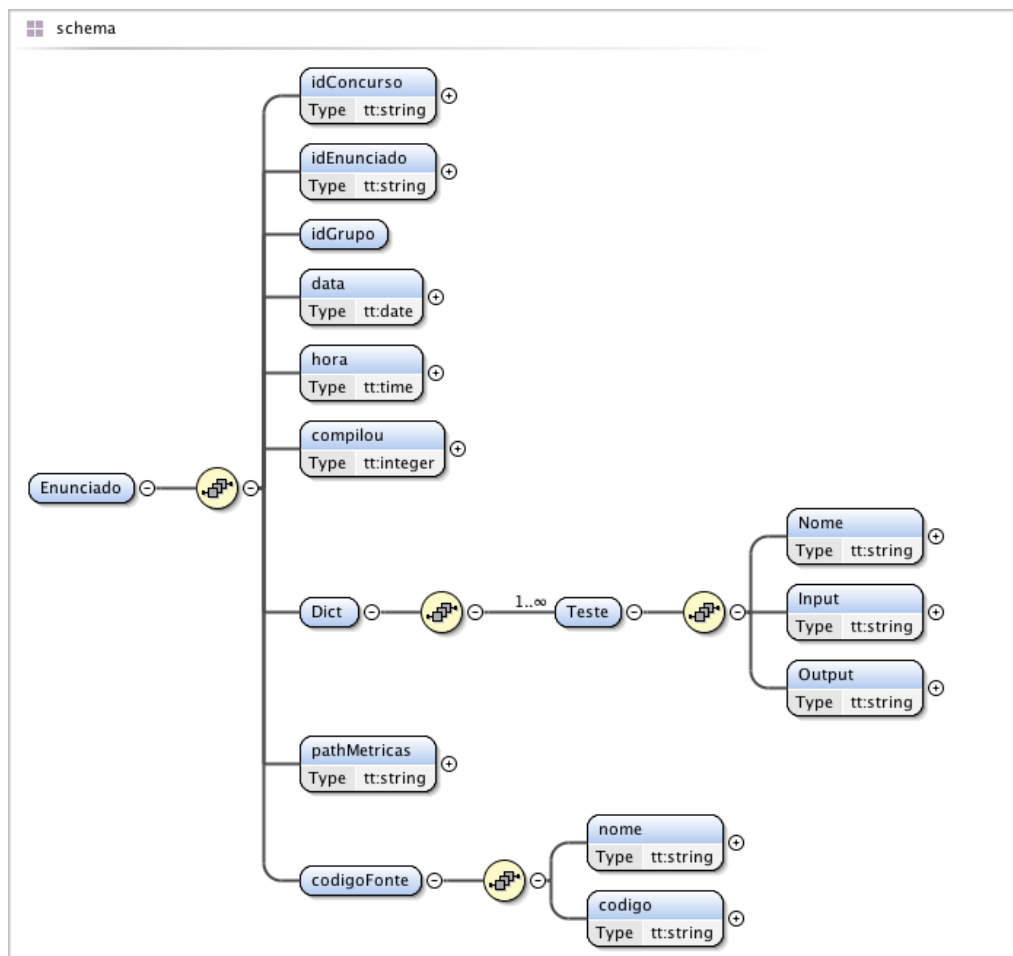 schema
idConcurso
Type tt:string
idEnunciado
Type tt:string
idGrupo
data
Type tt:date
hora
Type tt:time
compilou
Type tt:integer
Enunciado
Dict
1..∞
Teste
Nome
Type tt:string
Input
Type tt:string
Output
Type tt:string
pathMetricas
Type tt:string
codigoFonte
nome
Type tt:string
codigo
Type tt:string